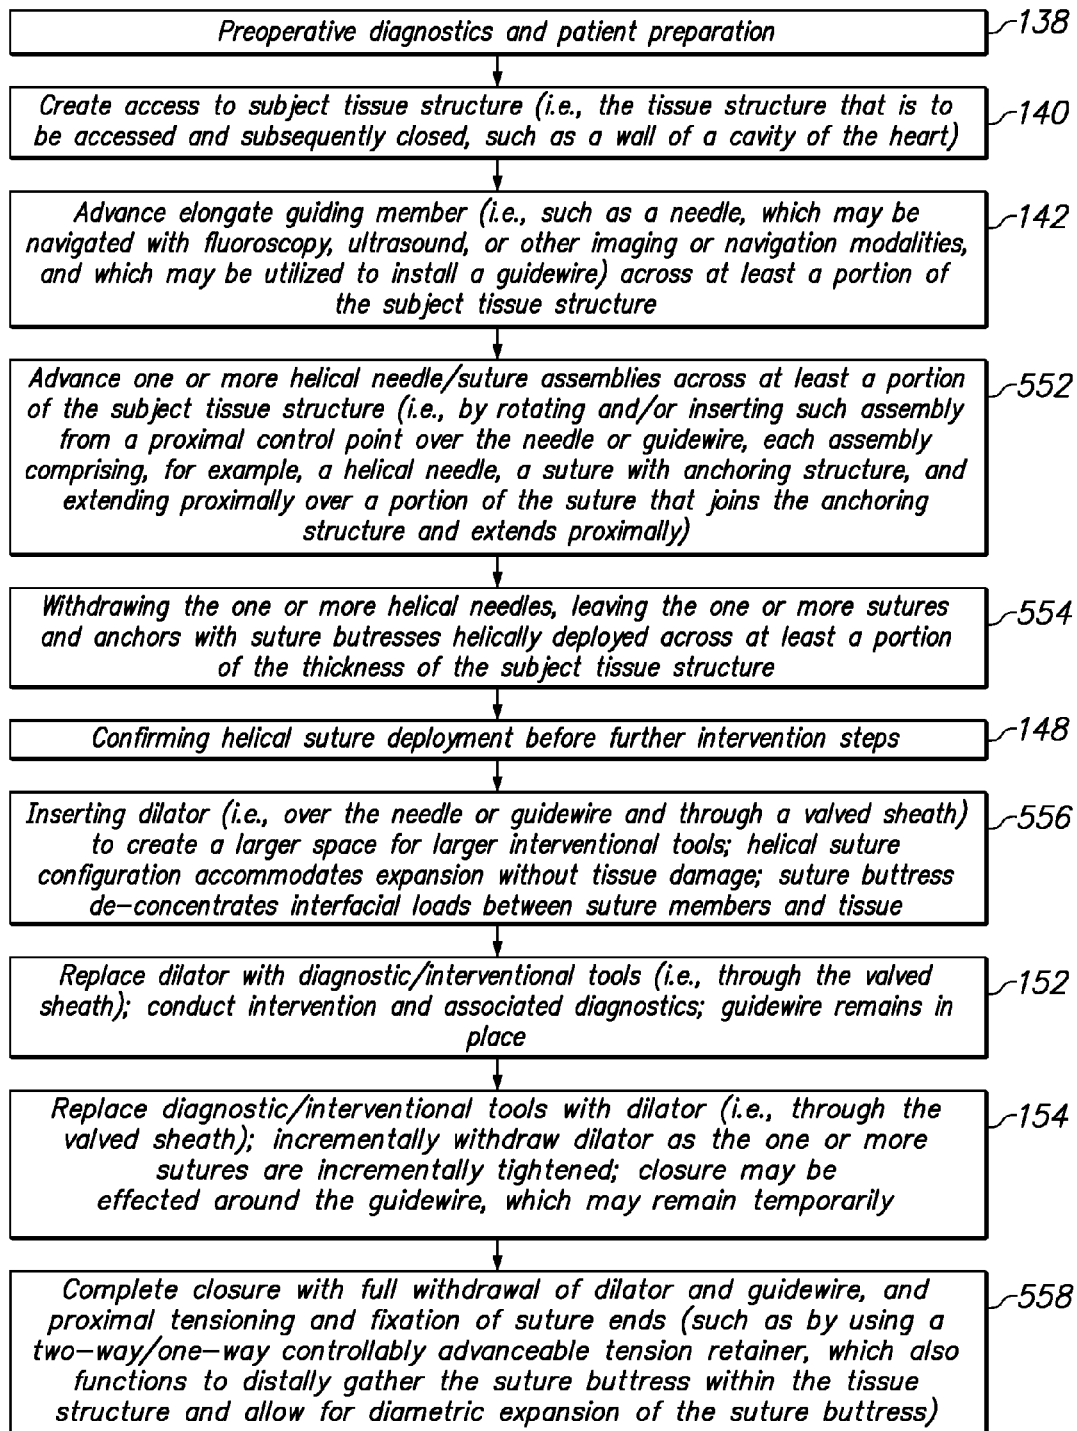 Preoperative diagnostics and patient preparation
138
Create access to subject tissue structure (i.e., the tissue structure that is to
be accessed and subsequently closed, such as a wall of a cavity of the heart)
140
Advance elongate guiding member (i.e., such as a needle, which may be
navigated with fluoroscopy, ultrasound, or other imaging or navigation modalities,
and which may be utilized to install a guidewire) across at least a portion of
the subject tissue structure
142
Advance one or more helical needle/suture assemblies across at least a portion
of the subject tissue structure (i.e., by rotating and/or inserting such assembly
from a proximal control point over the needle or guidewire, each assembly
comprising, for example, a helical needle, a suture with anchoring structure, and
extending proximally over a portion of the suture that joins the anchoring
structure and extends proximally)
552
Withdrawing the one or more helical needles, leaving the one or more sutures
and anchors with suture butresses helically deployed across at least a portion
of the thickness of the subject tissue structure
554
Confirming helical suture deployment before further intervention steps
148
Inserting dilator (i.e., over the needle or guidewire and through a valved sheath)
to create a larger space for larger interventional tools; helical suture
configuration accommodates expansion without tissue damage; suture buttress
de-concentrates interfacial loads between suture members and tissue
556
Replace dilator with diagnostic/interventional tools (i.e., through the valved
sheath); conduct intervention and associated diagnostics; guidewire remains in
place
152
Replace diagnostic/interventional tools with dilator (i.e., through the
valved sheath); incrementally withdraw dilator as the one or more
sutures are incrementally tightened; closure may be
effected around the guidewire, which may remain temporarily
154
Complete closure with full withdrawal of dilator and guidewire, and
proximal tensioning and fixation of suture ends (such as by using a
two-way/one-way controllably advanceable tension retainer, which also
functions to distally gather the suture buttress within the tissue
structure and allow for diametric expansion of the suture buttress)
558